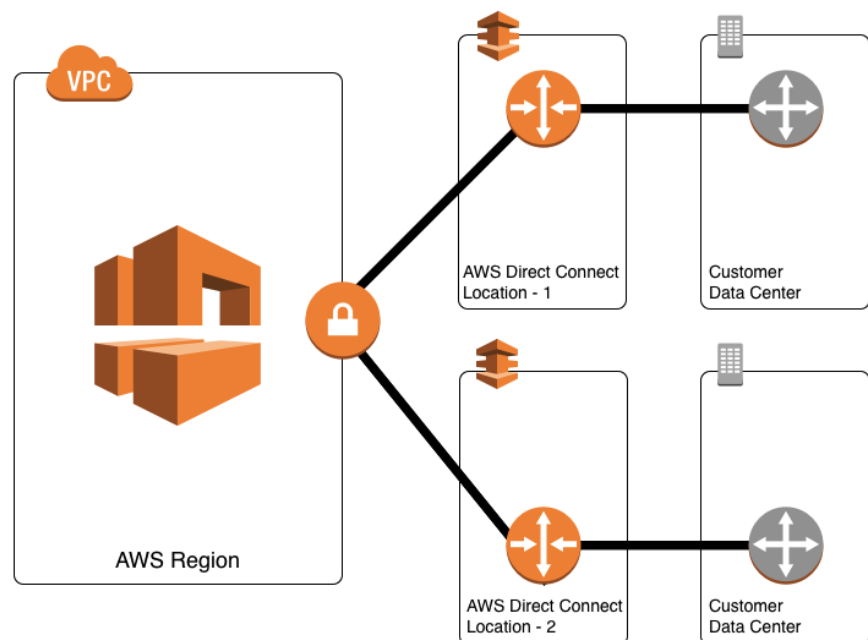 VPC
AWS Direct Connect
Location - 1
Customer
Data Center
AWS Region
AWS Direct Connect
Location - 2
Customer
Data Center